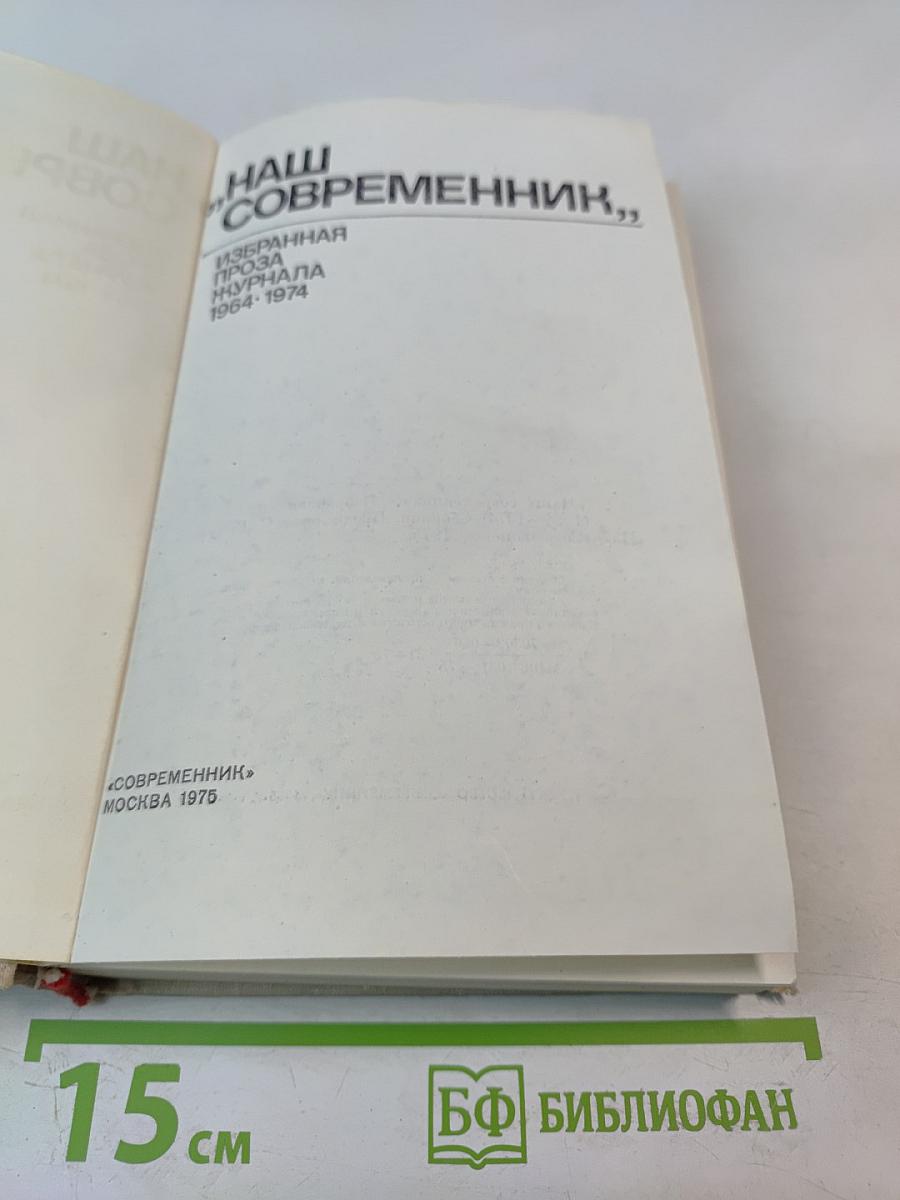 „НАШ
СОВРЕМЕННИК„
ИЗБРАННАЯ
ПРОЗА
ЖУРНАЛА
1964·1974
«СОВРЕМЕННИК»
МОСКВА 1975
15 см
БФ БИБЛИОФАН